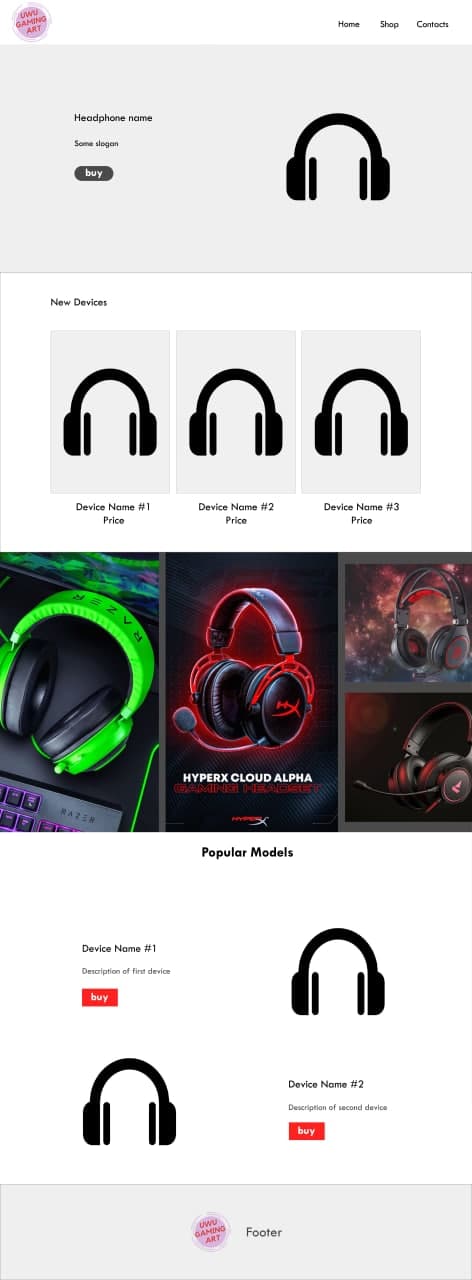 UWU
GAMING
ART
Home Shop Contacts
Headphone name
Some slogan
buy
New Devices
Device Name #1
Price
Device Name #2
Price
Device Name #3
Price
RAZER
RAZER
HYPERX CLOUD ALPHA
GAMING HEADSET
HYPERX
Popular Models
Device Name #1
Description of first device
buy
Device Name #2
Description of second device
buy
UWU
GAMING
ART
Footer